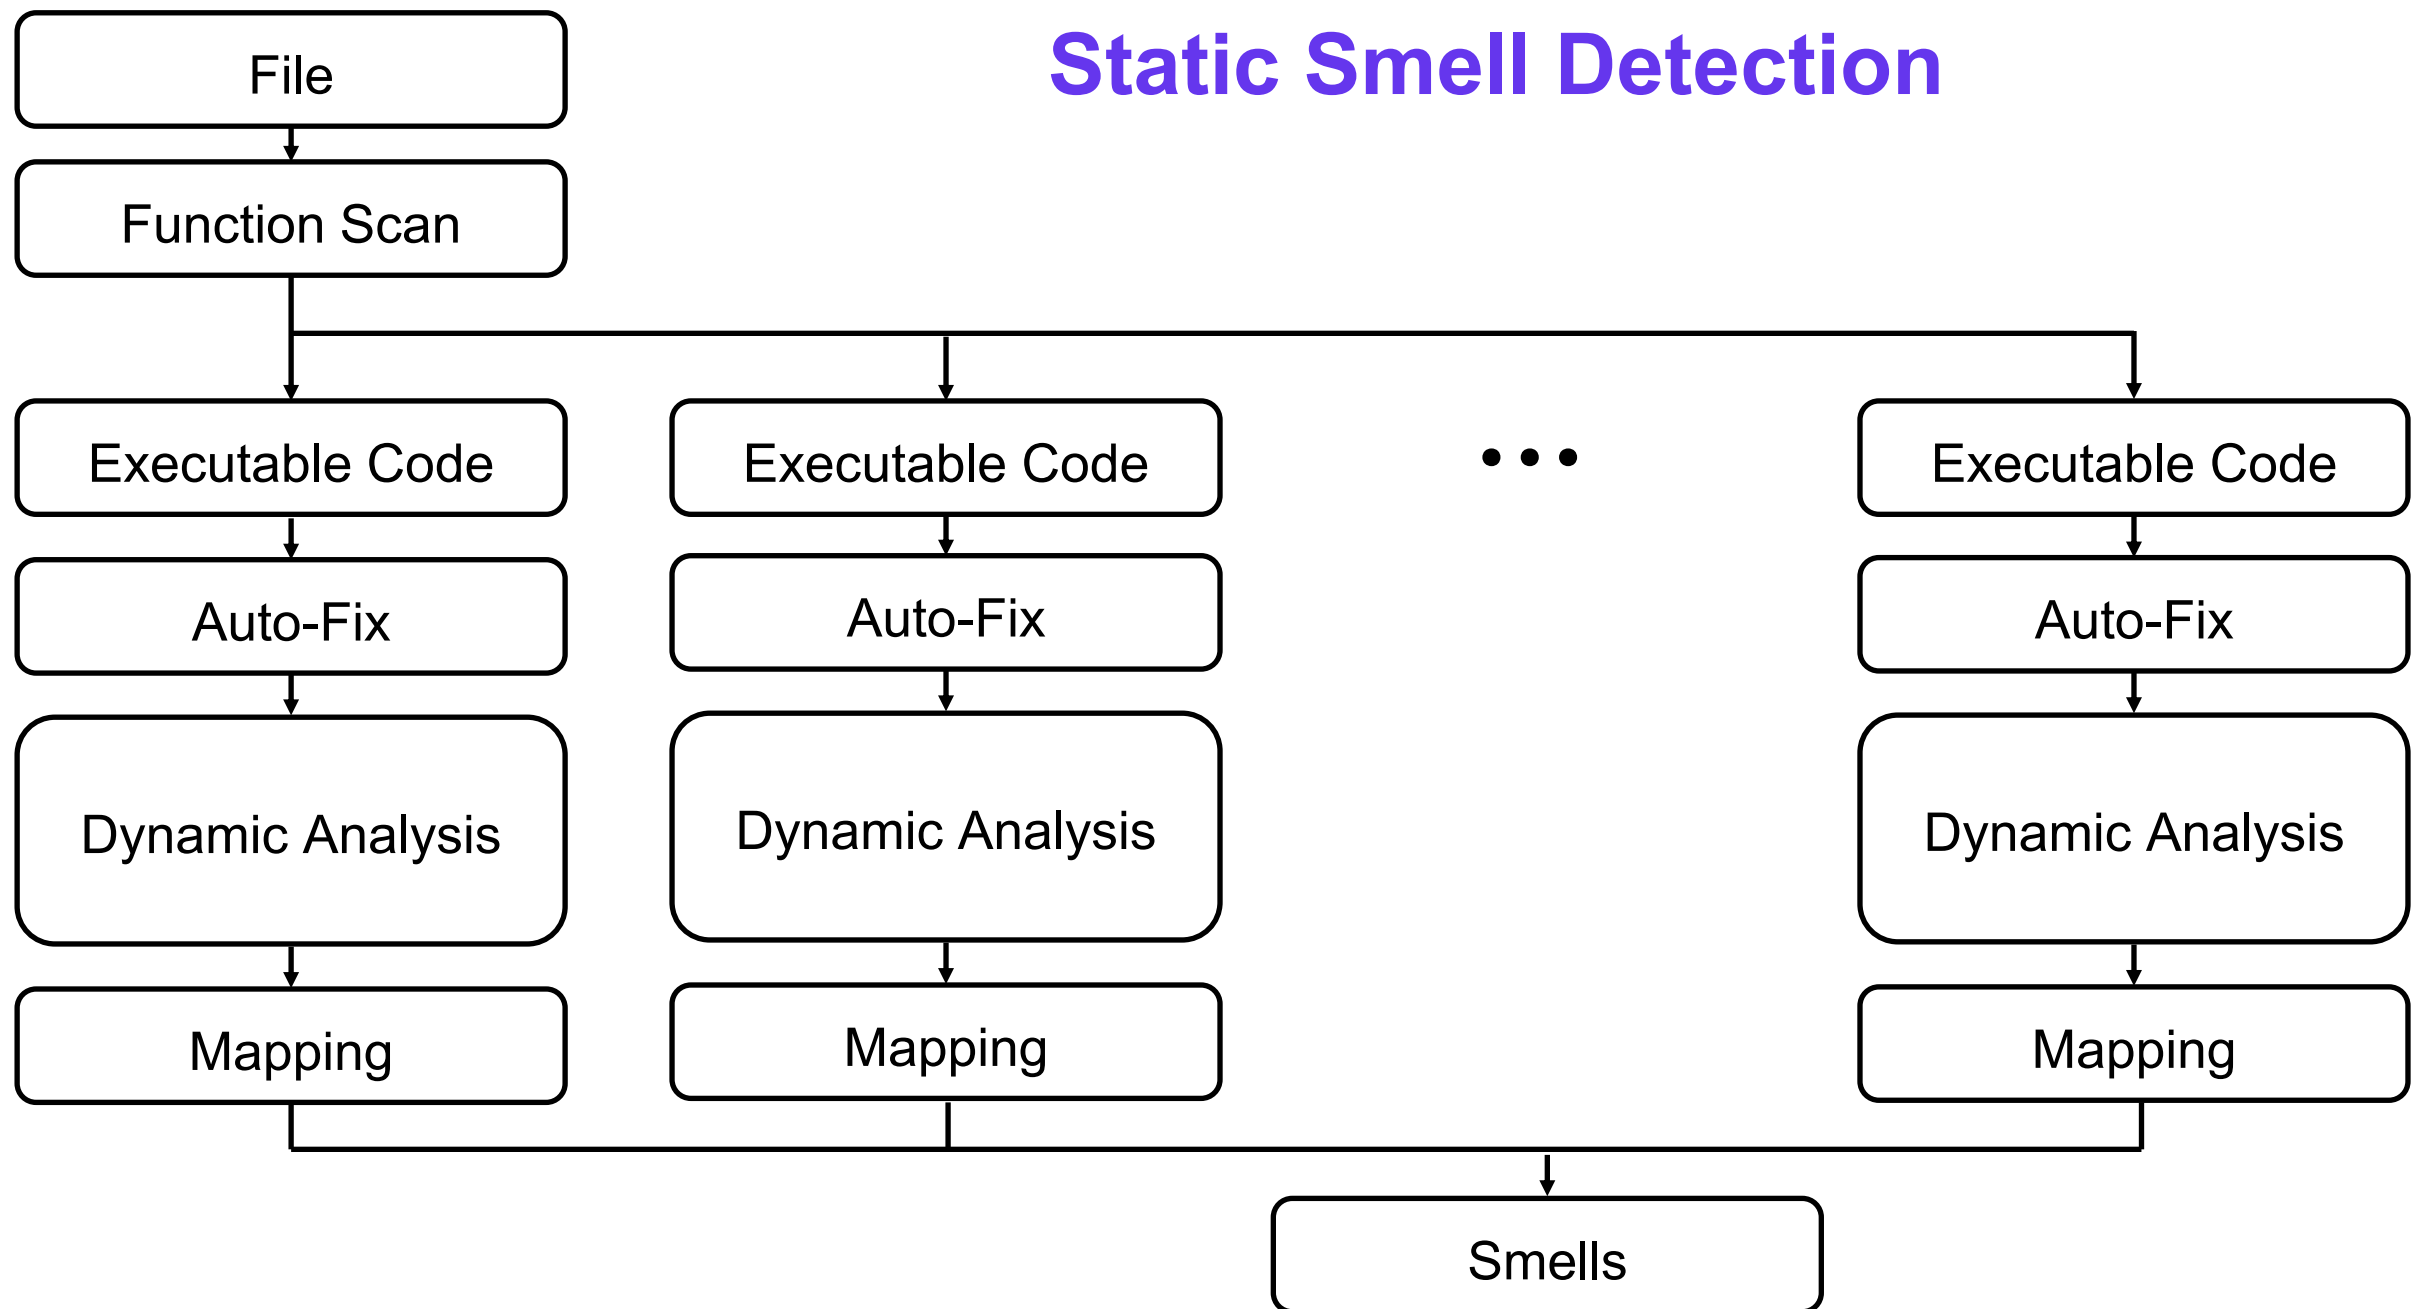 Static Smell Detection
File
Function Scan
Executable Code
Executable Code
• • •
Executable Code
Auto-Fix
Auto-Fix
Auto-Fix
Dynamic Analysis
Dynamic Analysis
Dynamic Analysis
Mapping
Mapping
Mapping
Smells